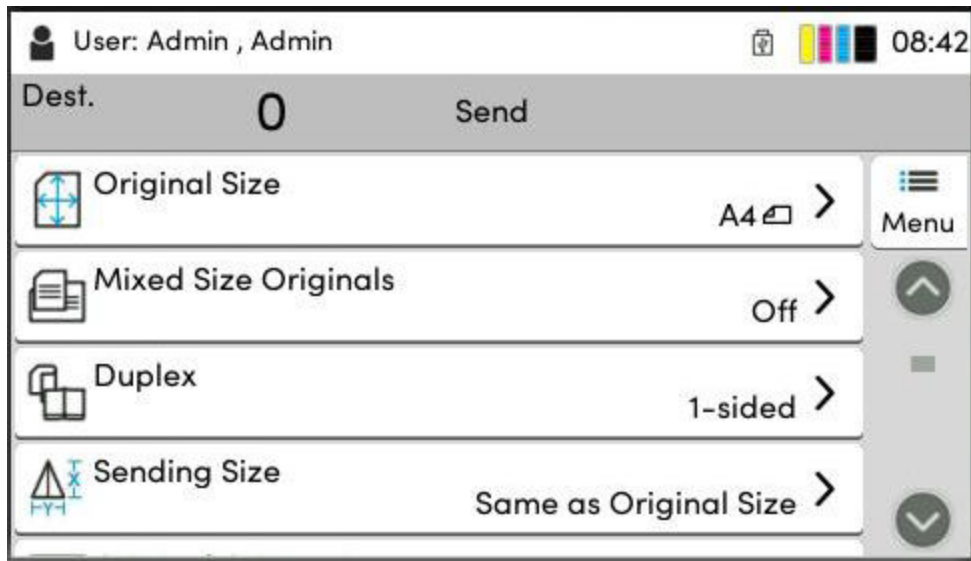 User: Admin , Admin
08:42
Dest.
0
Send
Original Size
A4
Menu
Mixed Size Originals
Off
Duplex
1-sided
Sending Size
Same as Original Size